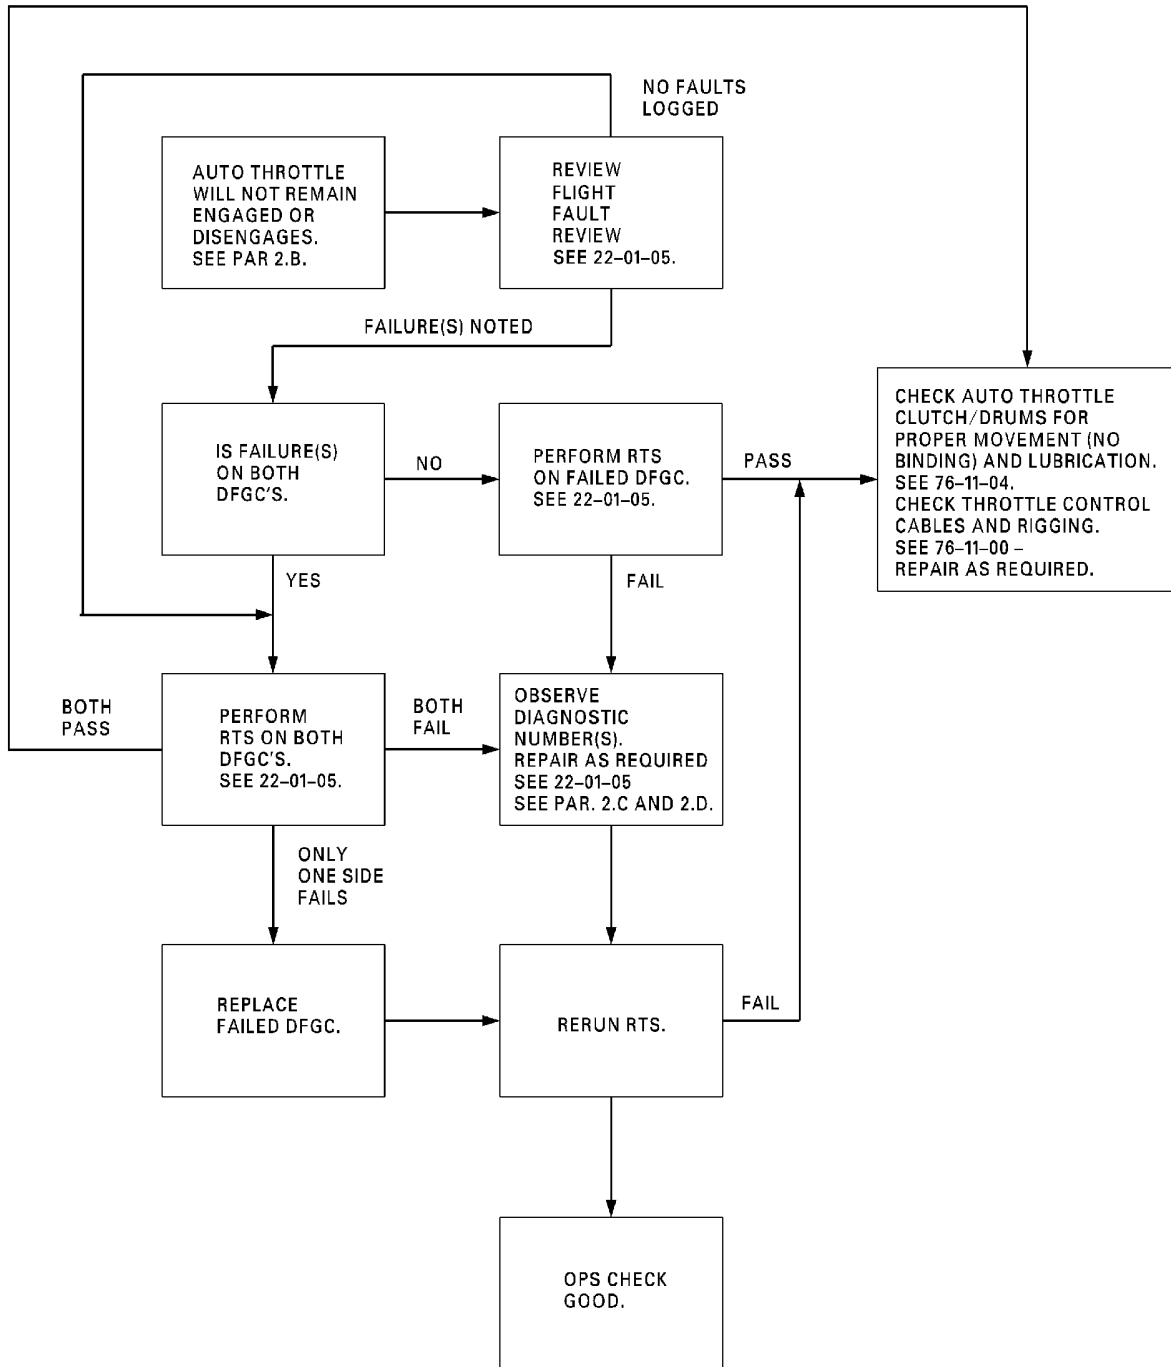 NO FAULTS
LOGGED
AUTO THROTTLE
WILL NOT REMAIN
ENGAGED OR
DISENGAGES.
SEE PAR 2.B.
REVIEW
FLIGHT
FAULT
REVIEW
SEE 22–01–05.
FAILURE(S) NOTED
IS FAILURE(S)
ON BOTH
DFGC'S.
NO
PERFORM RTS
ON FAILED DFGC.
SEE 22–01–05.
PASS
CHECK AUTO THROTTLE
CLUTCH/DRUMS FOR
PROPER MOVEMENT (NO
BINDING) AND LUBRICATION.
SEE 76–11–04.
CHECK THROTTLE CONTROL
CABLES AND RIGGING.
SEE 76–11–00 –
REPAIR AS REQUIRED.
YES
FAIL
BOTH
PASS
PERFORM
RTS ON BOTH
DFGC'S.
SEE 22–01–05.
BOTH
FAIL
OBSERVE
DIAGNOSTIC
NUMBER(S).
REPAIR AS REQUIRED
SEE 22–01–05
SEE PAR. 2.C AND 2.D.
ONLY
ONE SIDE
FAILS
REPLACE
FAILED DFGC.
RERUN RTS.
FAIL
OPS CHECK
GOOD.